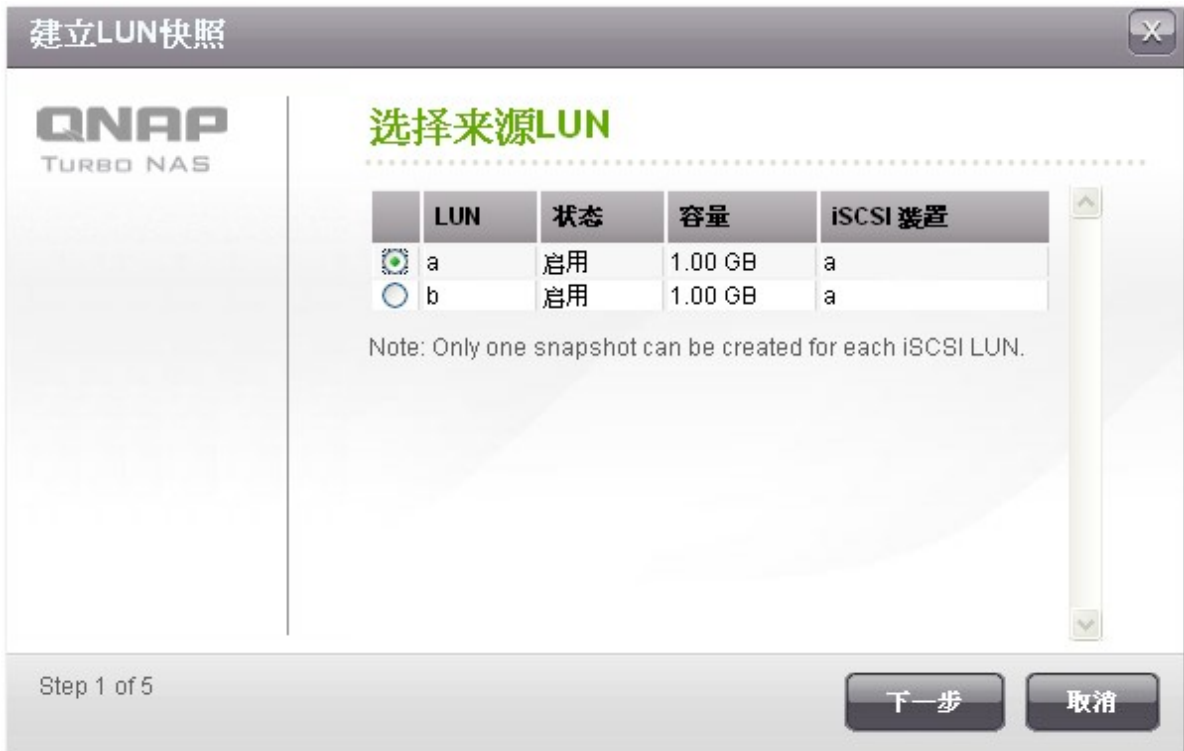 建立LUN快照
X
QNAP
TURBO NAS
选择来源LUN
LUN 状态 容量 iSCSI 装置
a 启用 1.00 GB a
b 启用 1.00 GB a
Note: Only one snapshot can be created for each iSCSI LUN.
Step 1 of 5
下一步 取消